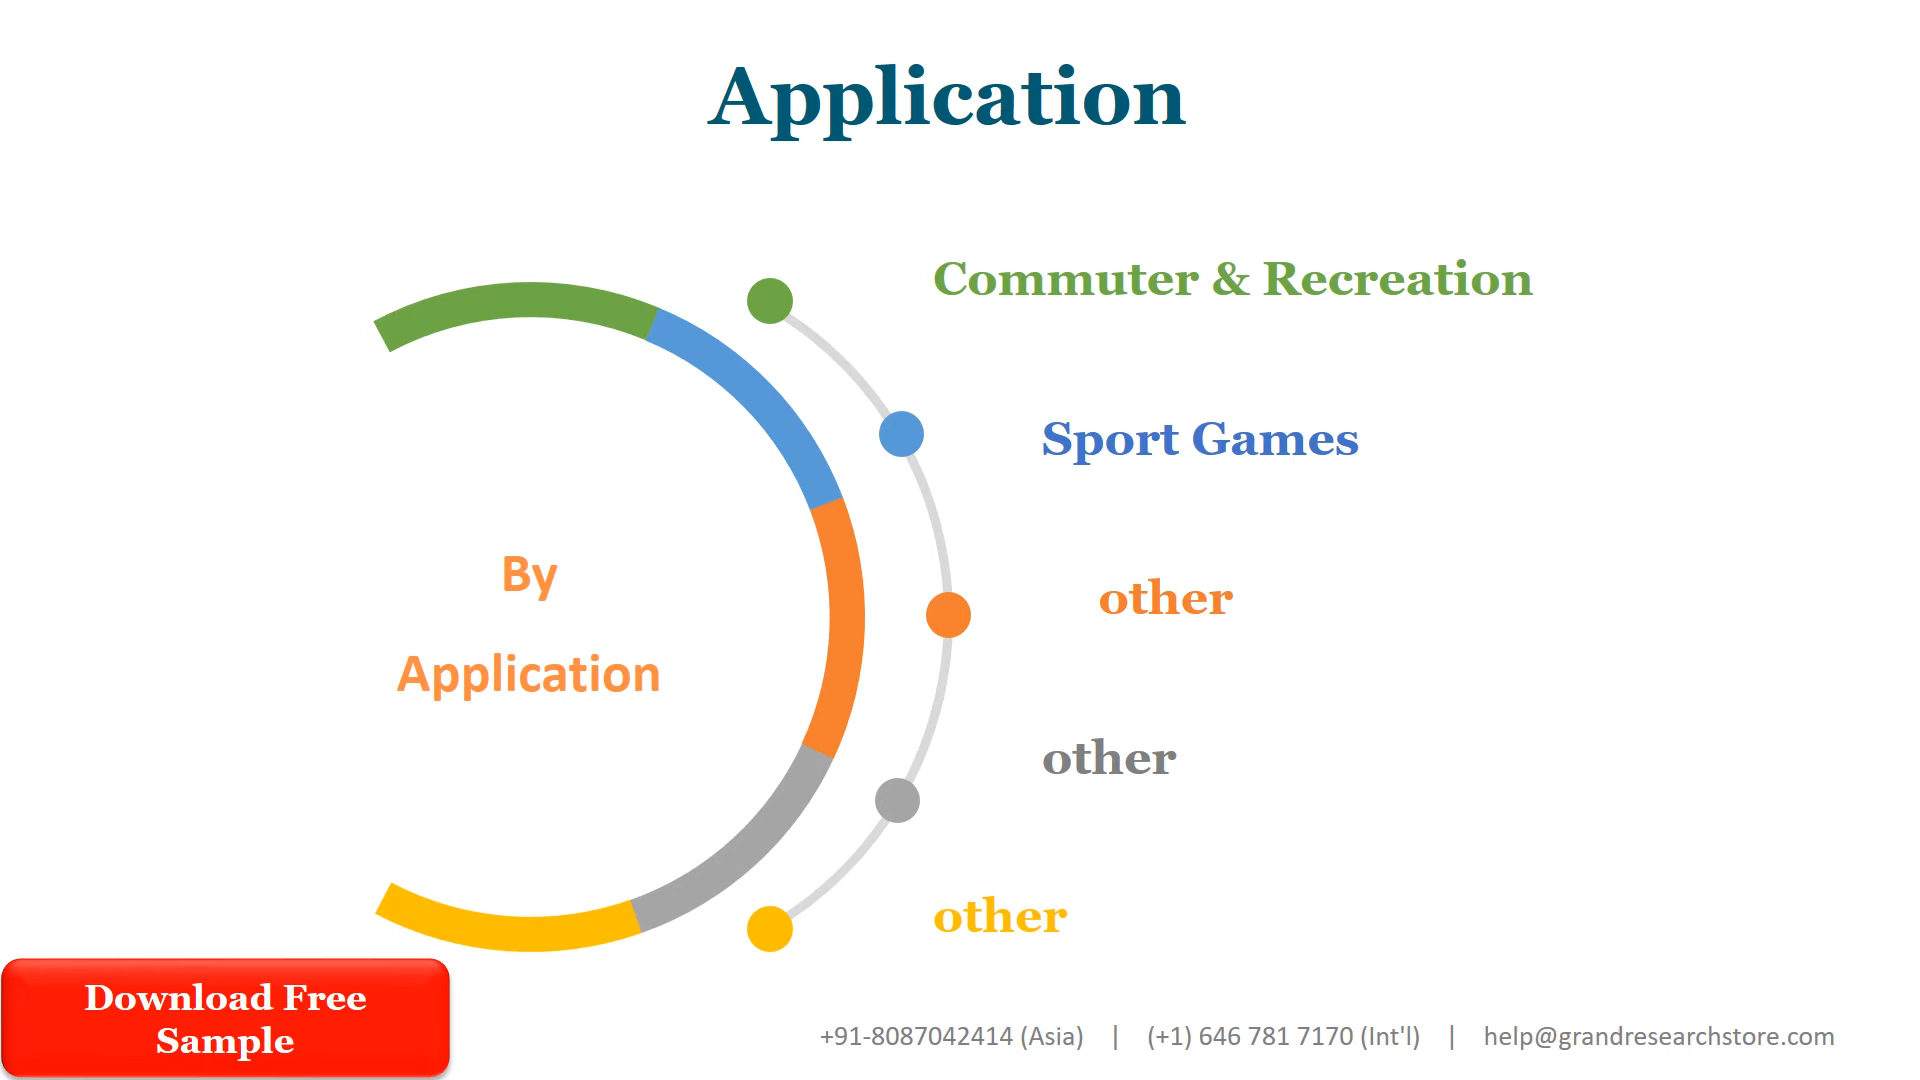 Application
Commuter & Recreation
Sport Games
By
Application
other
other
other
Download Free
Sample
+91-8087042414 (Asia) | (+1) 646 781 7170 (Int'l) | help@grandresearchstore.com